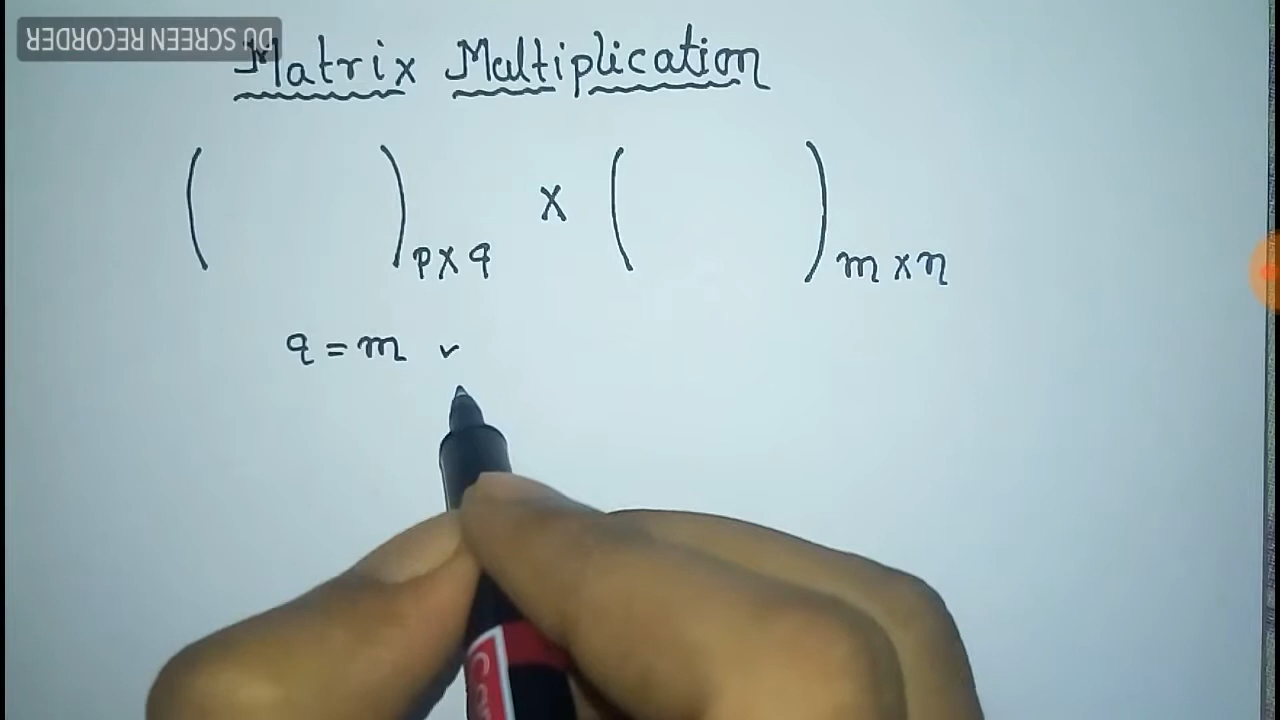 DU SCREEN RECORDER
Matrix Multiplication
( )p×q × ( )m×n
q = m ✓